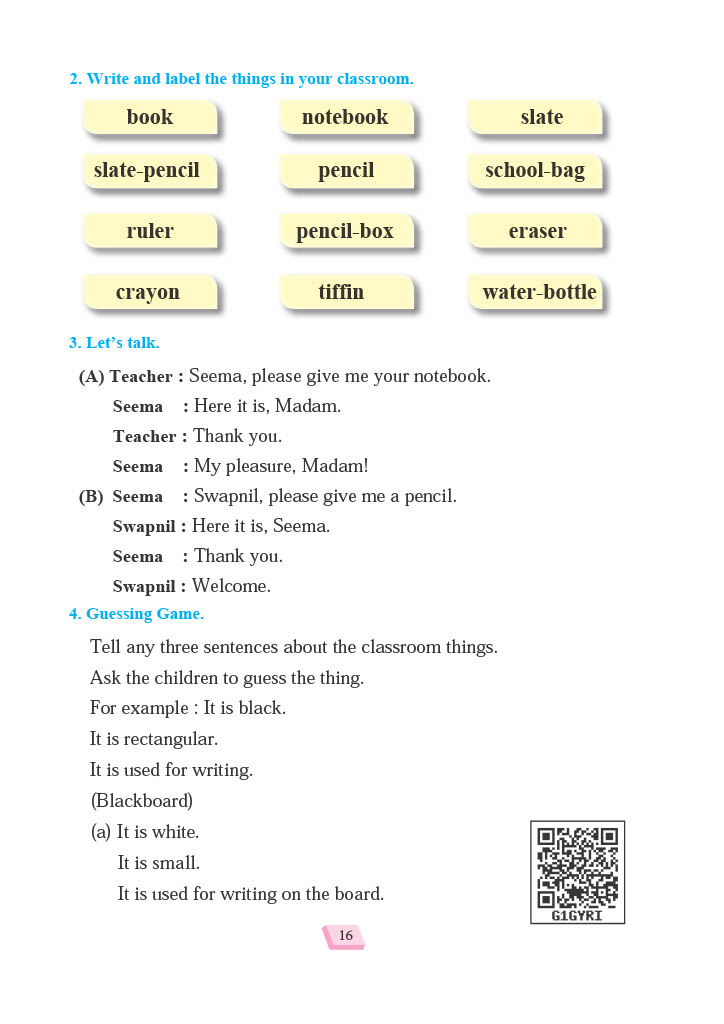 2. Write and label the things in your classroom.
book notebook slate
slate-pencil pencil school-bag
ruler pencil-box eraser
crayon tiffin water-bottle
3. Let's talk.
(A) Teacher : Seema, please give me your notebook.
Seema : Here it is, Madam.
Teacher : Thank you.
Seema : My pleasure, Madam!
(B) Seema : Swapnil, please give me a pencil.
Swapnil : Here it is, Seema.
Seema : Thank you.
Swapnil : Welcome.
4. Guessing Game.
Tell any three sentences about the classroom things.
Ask the children to guess the thing.
For example : It is black.
It is rectangular.
It is used for writing.
(Blackboard)
(a) It is white.
It is small.
It is used for writing on the board.
G1GYRI
16